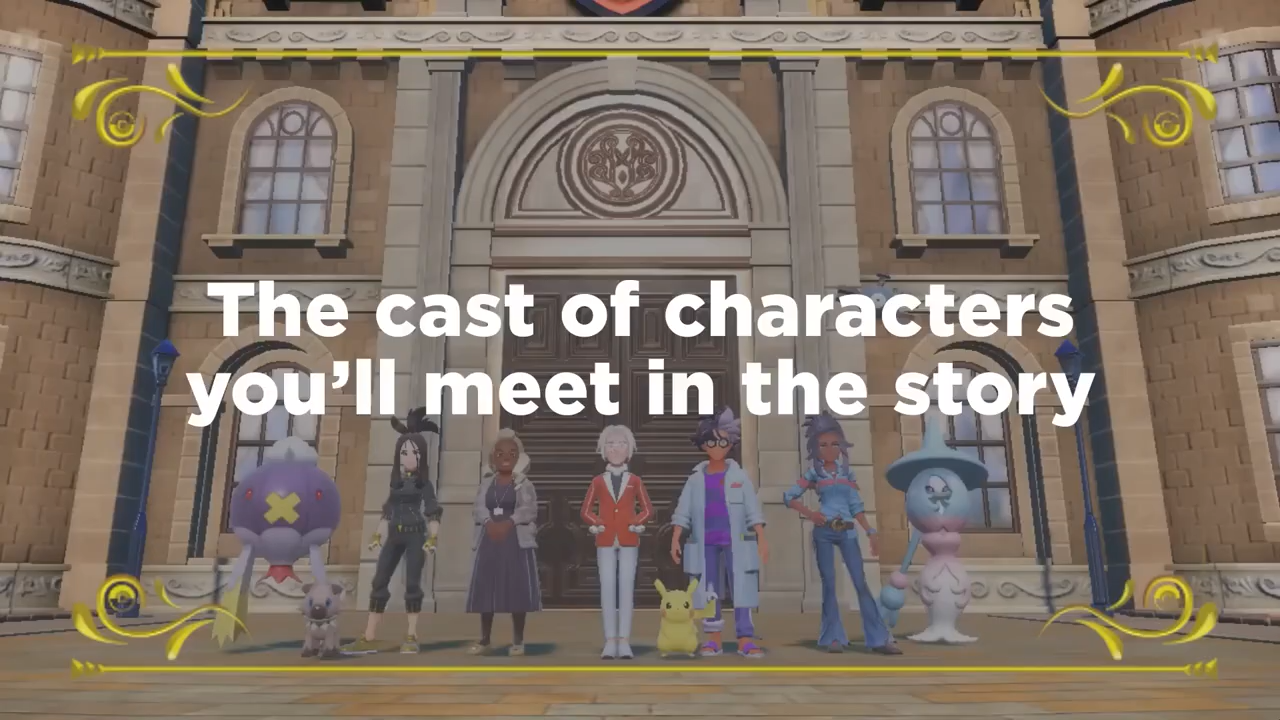 The cast of characters
you’ll meet in the story